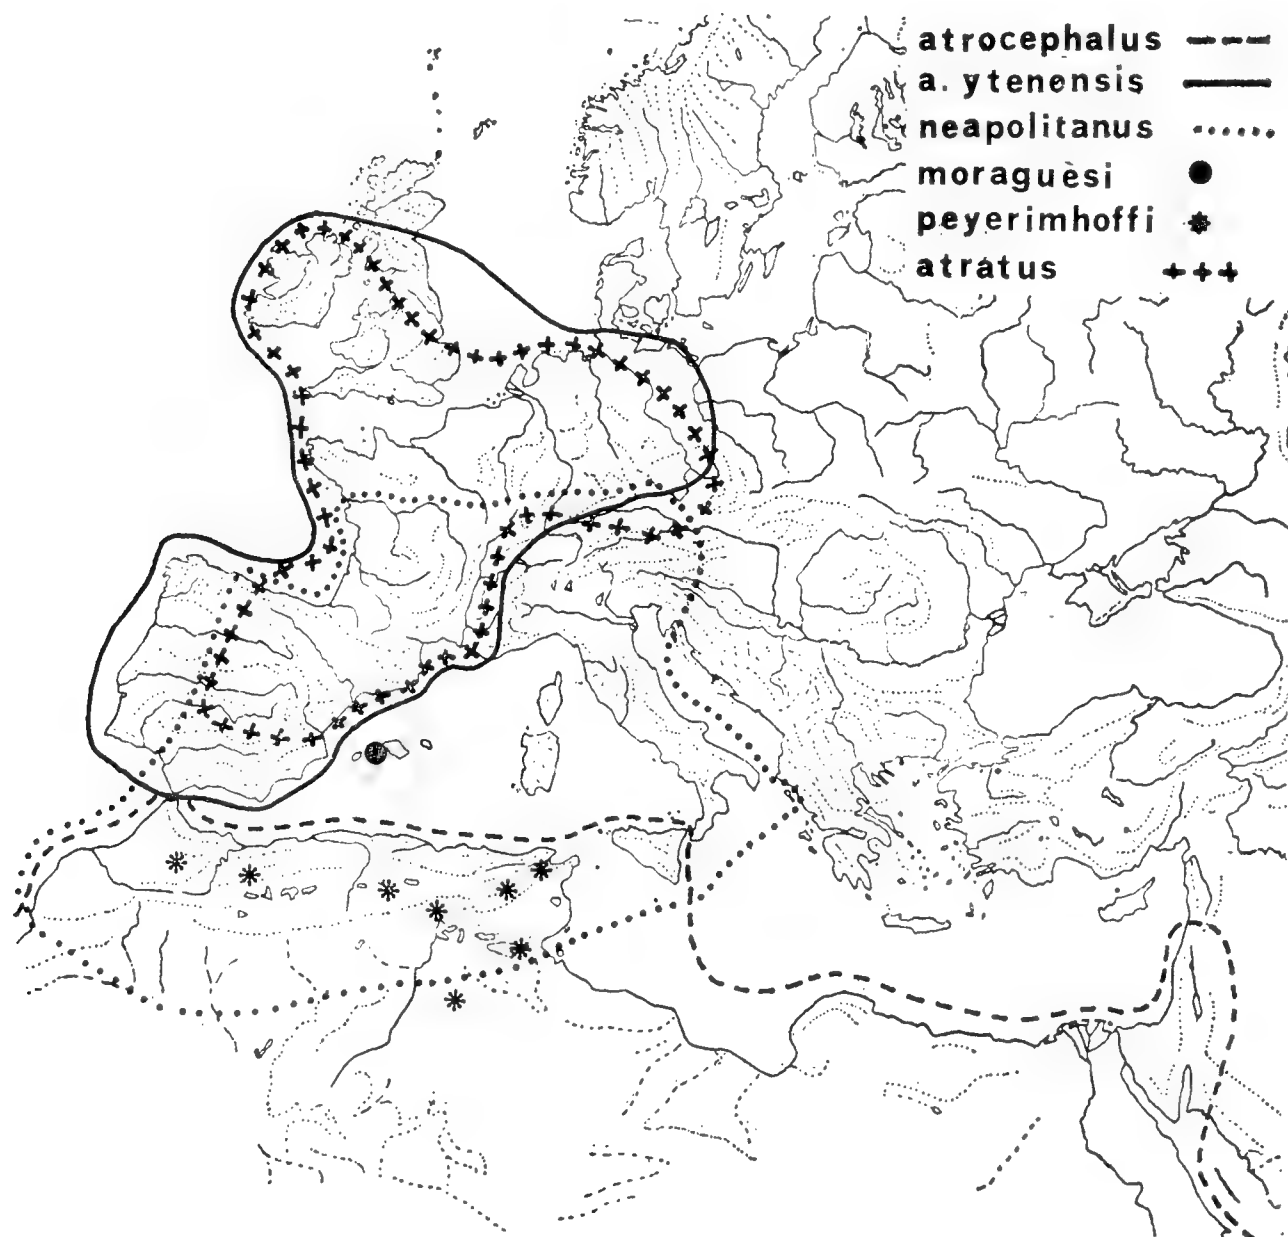 atrocephalus
a. ytenensis
neapolitanus
moraguèsi
peyerimhoffi
atratus